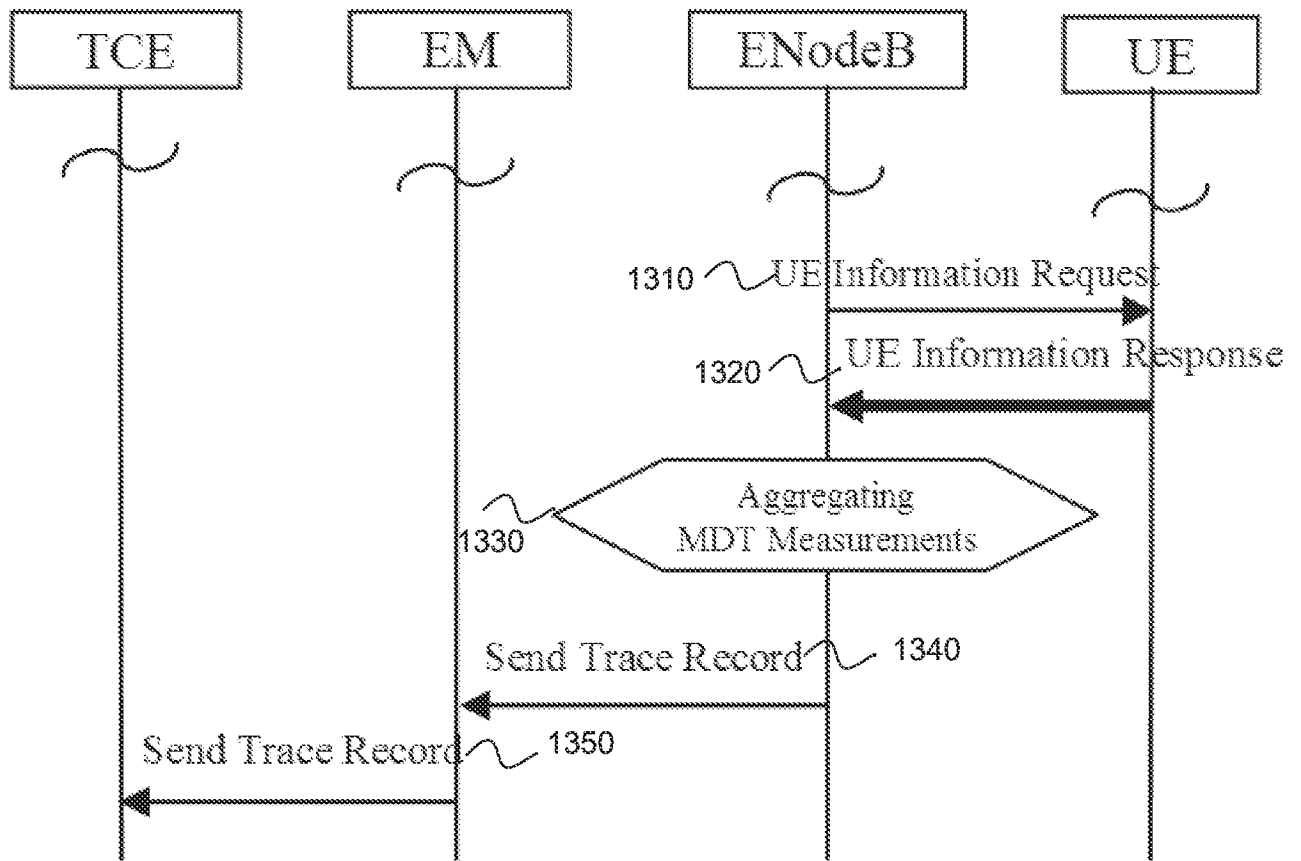 TCE
EM
ENodeB
UE
1310
UE Information Request
1320
UE Information Response
Aggregating
MDT Measurements
1330
Send Trace Record
1340
Send Trace Record
1350